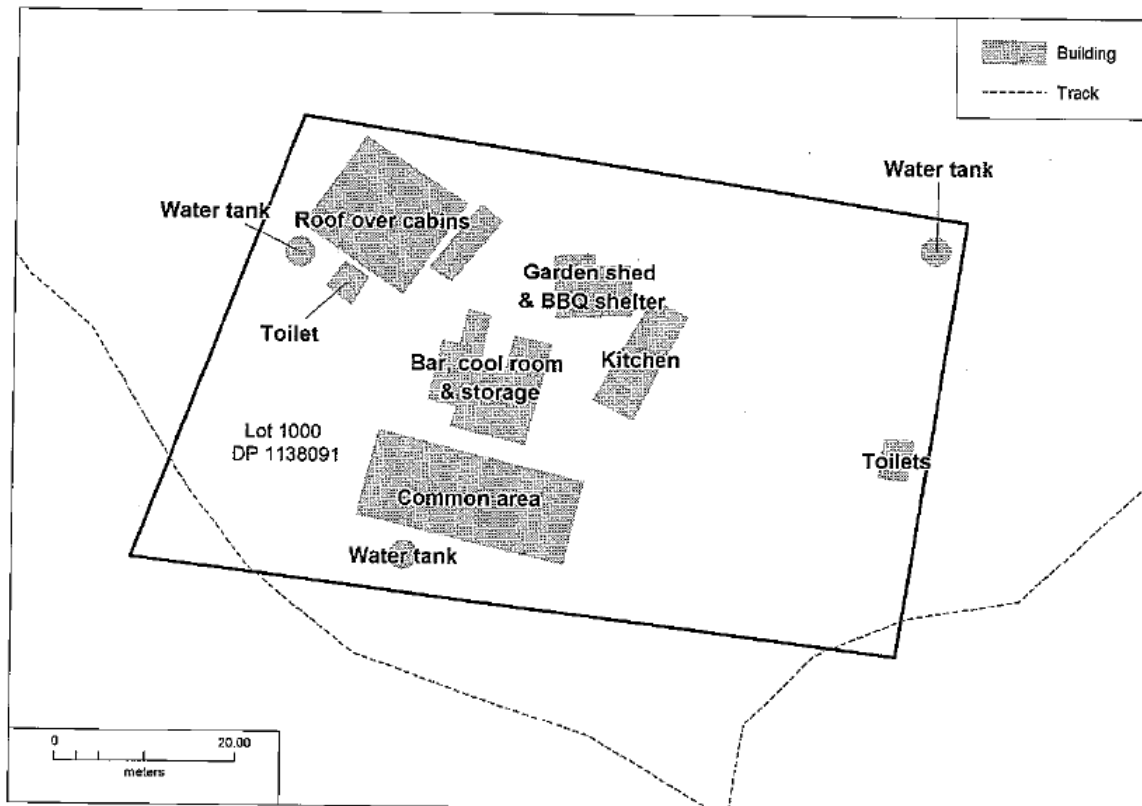 Building
Track
Water tank
Water tank
Roof over cabins
Garden shed
& BBQ shelter
Toilet
Kitchen
Bar, cool room
& storage
Lot 1000
DP 1138091
Toilets
Common area
Water tank
0 20.00
meters